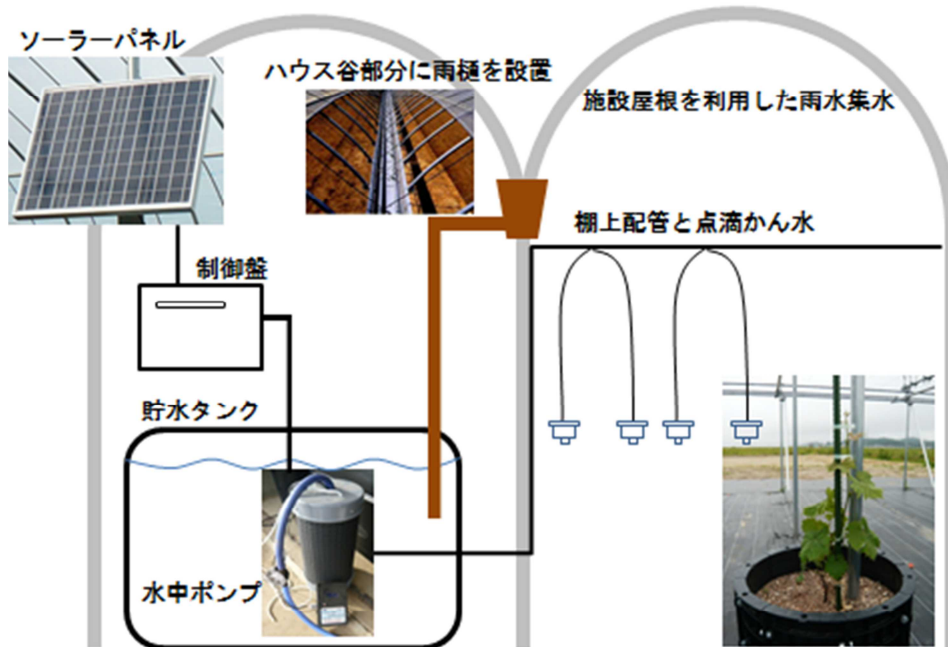 ソーラーパネル
ハウス谷部分に雨樋を設置
施設屋根を利用した雨水集水
棚上配管と点滴かん水
制御盤
貯水タンク
水中ポンプ